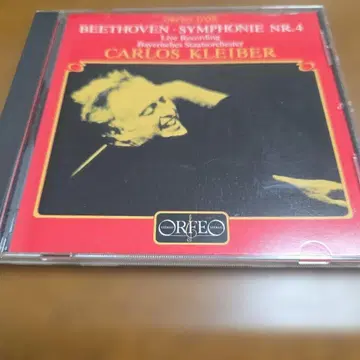 BEETHOVEN · SYMPHONIE NR.4
Live Recording
Bayerisches Staatsorchester
CARLOS KLEIBER
ORFEO